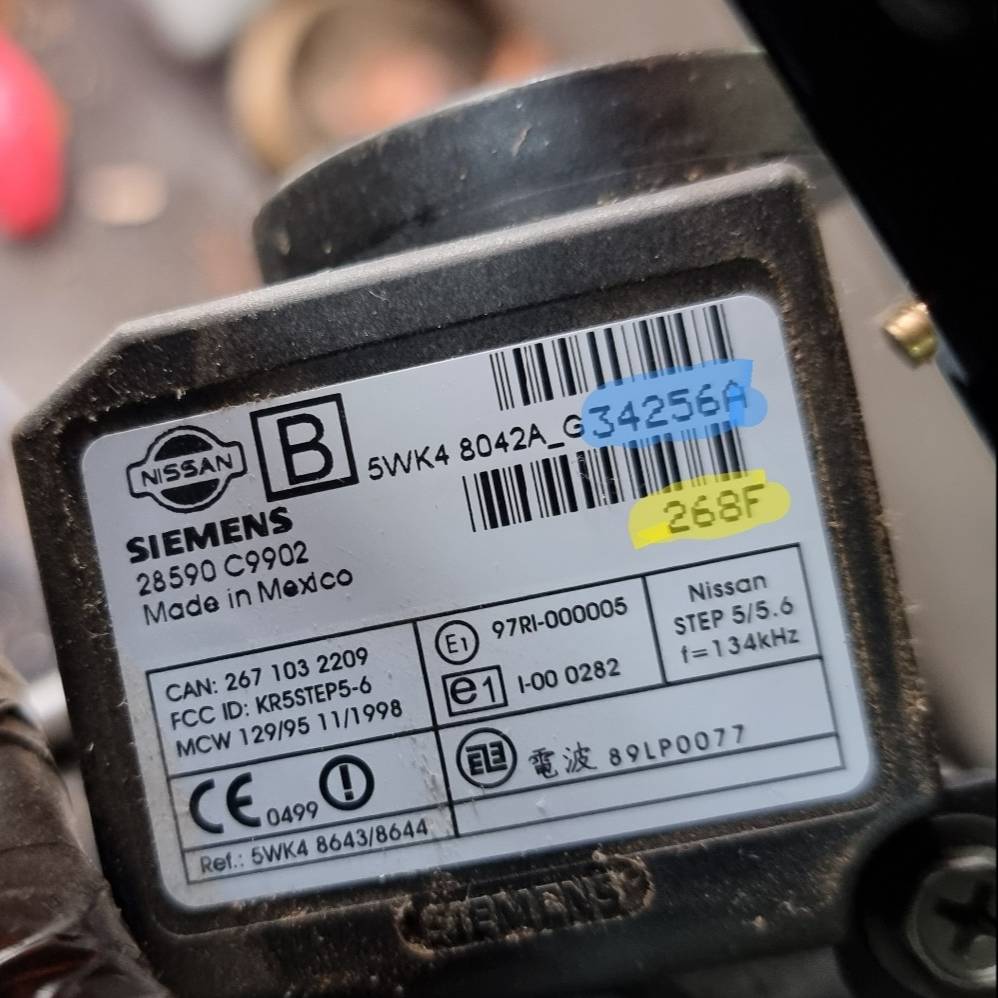 NISSAN
B
5WK4 8042A_G34256A
268F
SIEMENS
28590 C9902
Made in Mexico
CAN: 267 103 2209
FCC ID: KR5STEP5-6
MCW 129/95 11/1998
E1 97RI-000005
e1 I-00 0282
Nissan
STEP 5/5.6
f=134kHz
CE 0499
電波 89LP0077
Ref.: 5WK4 8643/8644
SIEMENS